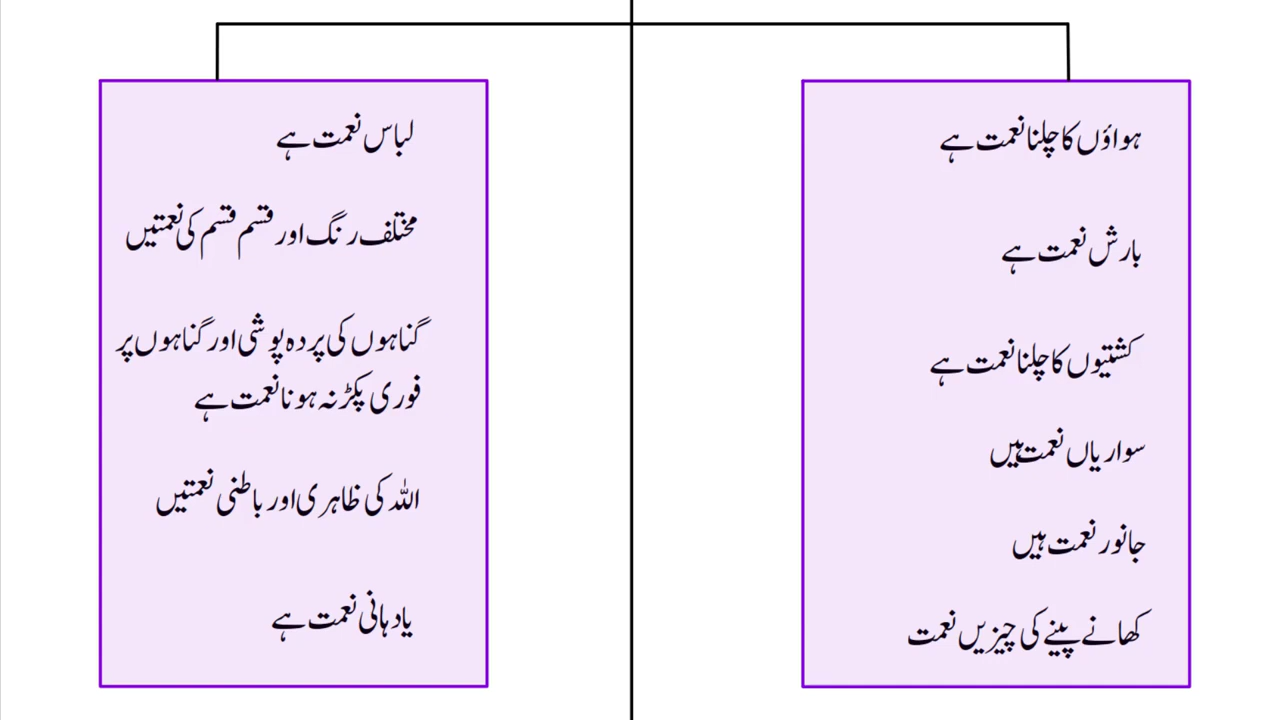 ہواؤں کا چلنا نعمت ہے
بارش نعمت ہے
کشتیوں کا چلنا نعمت ہے
سواریاں نعمت ہیں
جانور نعمت ہیں
کھانے پینے کی چیزیں نعمت
لباس نعمت ہے
مختلف رنگ اور قسم قسم کی نعمتیں
گناہوں کی پردہ پوشی اور گناہوں پر
فوری پکڑ نہ ہونا نعمت ہے
اللہ کی ظاہری اور باطنی نعمتیں
یاد ہانی نعمت ہے